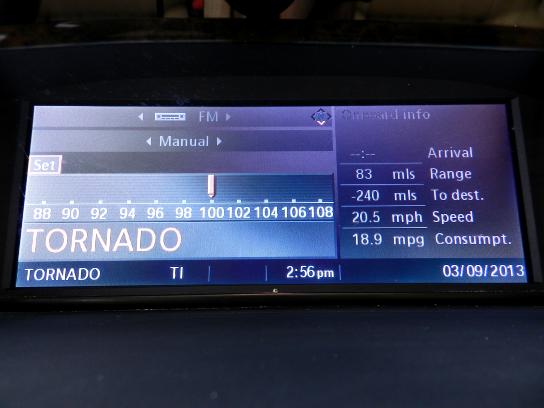 FM
Onboard info
Manual
Set
--:-- Arrival
83 mls Range
-240 mls To dest.
20.5 mph Speed
18.9 mpg Consumpt.
88 90 92 94 96 98 100 102 104 106 108
TORNADO
TORNADO TI 2:56 pm 03/09/2013